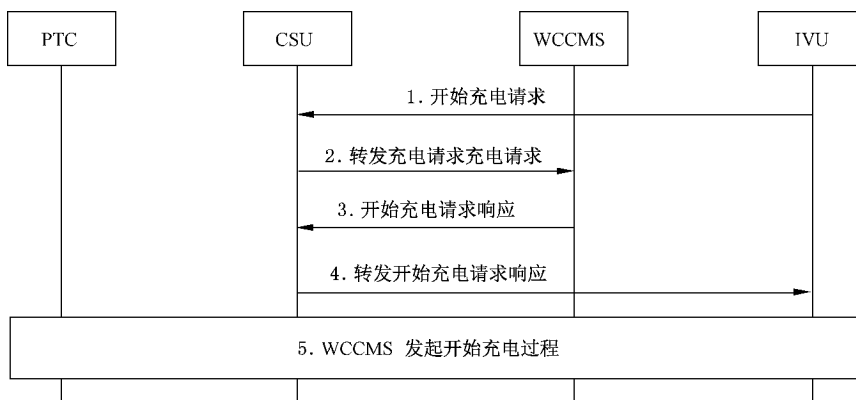 PTC CSU WCCMS IVU
1. 开始充电请求
2. 转发充电请求充电请求
3. 开始充电请求响应
4. 转发开始充电请求响应
5. WCCMS 发起开始充电过程